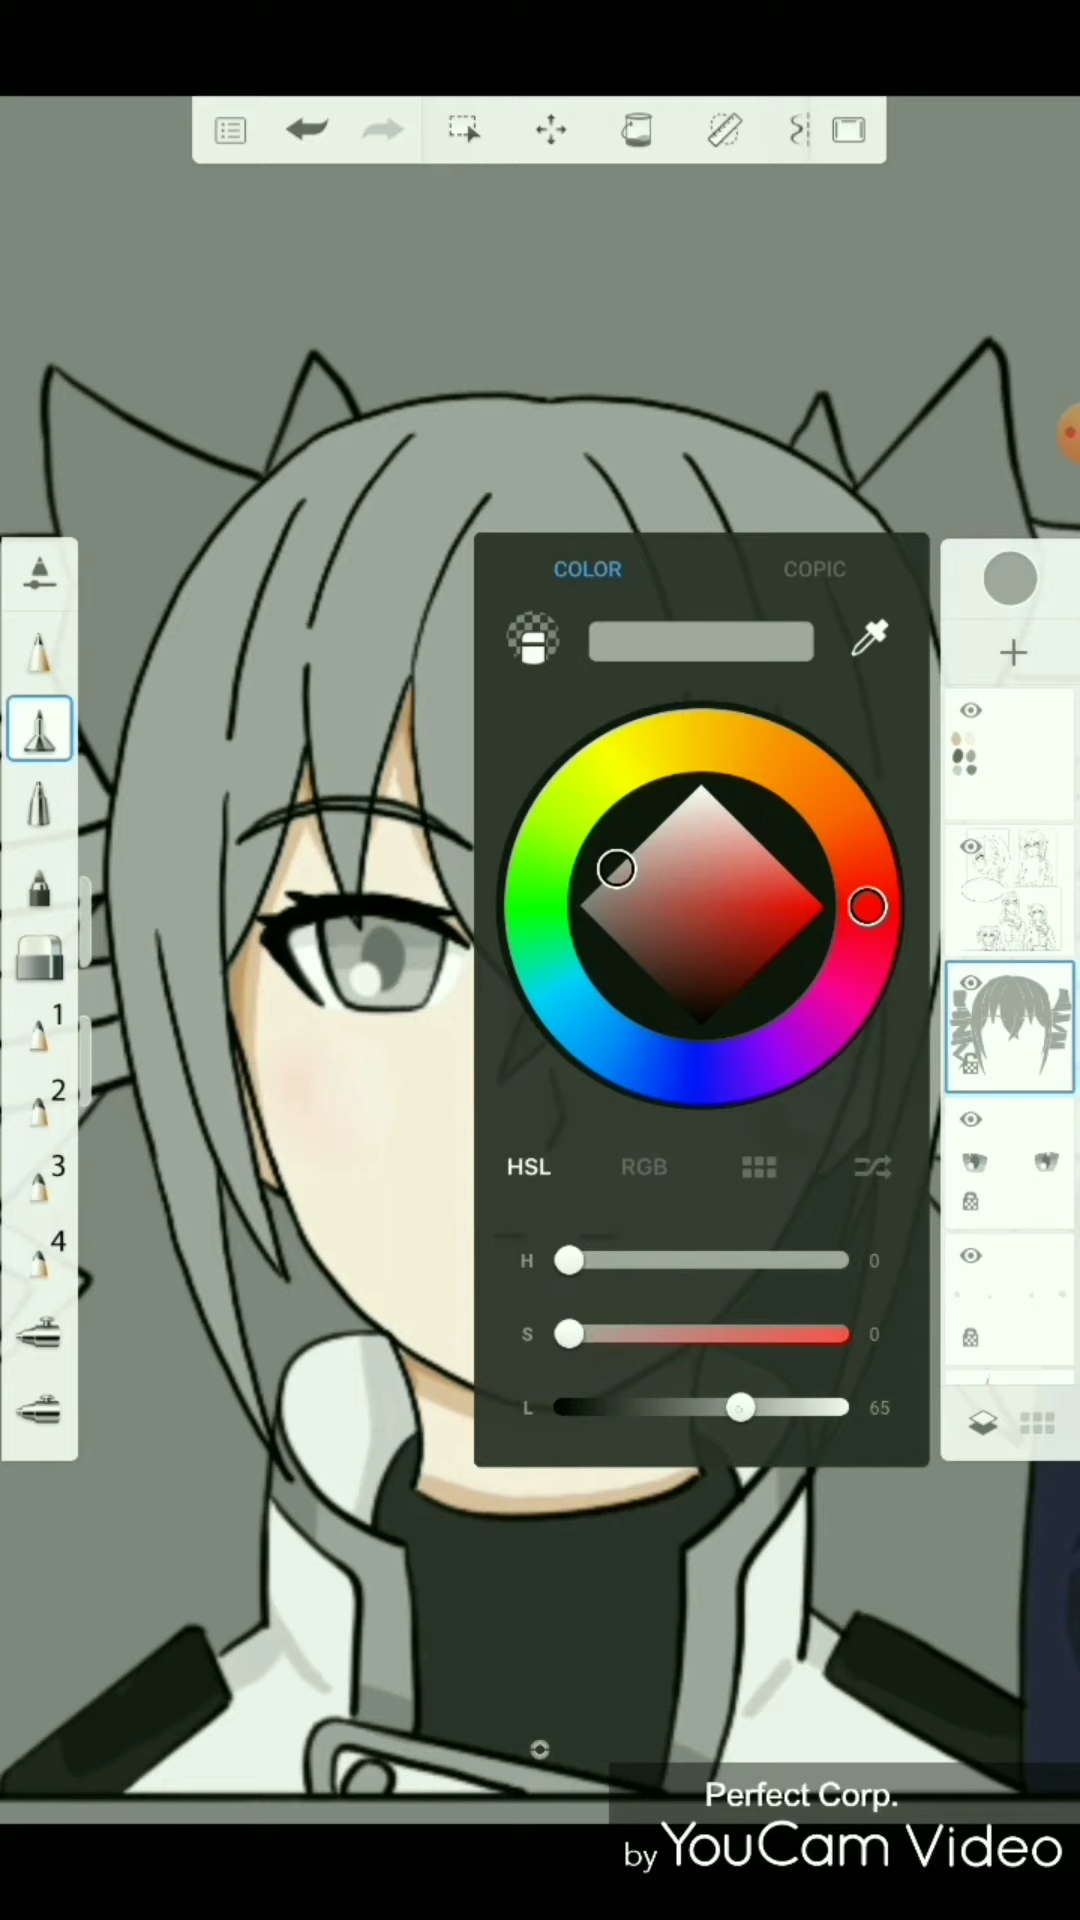 COLOR COPIC
HSL RGB
H 0
S 0
L 65
1
2
3
4
Perfect Corp.
by YouCam Video